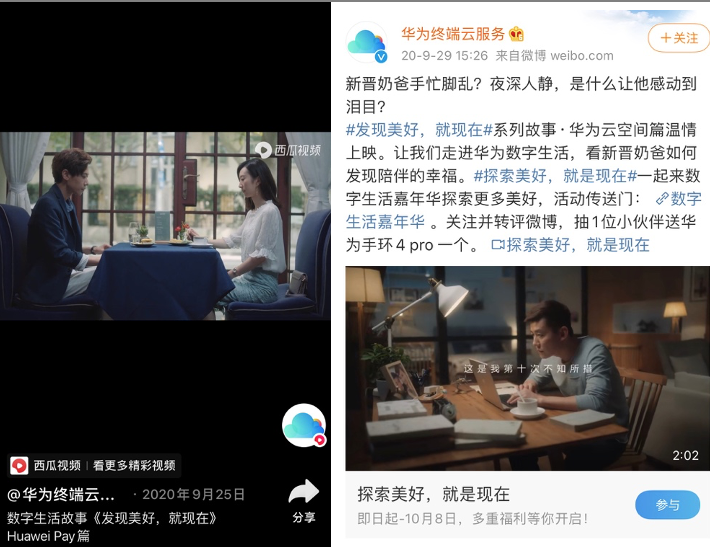 西瓜视频
西瓜视频 | 看更多精彩视频
@华为终端云... · 2020年9月25日
分享
数字生活故事《发现美好，就现在》
Huawei Pay篇
华为终端云服务
+关注
20-9-29 15:26 来自微博 weibo.com
新晋奶爸手忙脚乱？夜深人静，是什么让他感动到
泪目？
#发现美好，就现在#系列故事·华为云空间篇温情
上映。让我们走进华为数字生活，看新晋奶爸如何
发现陪伴的幸福。#探索美好，就是现在#一起来数
字生活嘉年华探索更多美好，活动传送门： 数字
生活嘉年华 。关注并转评微博，抽1位小伙伴送华
为手环4 pro 一个。 探索美好，就是现在
这是我第十次不知所措
2:02
探索美好，就是现在
参与
即日起-10月8日，多重福利等你开启！